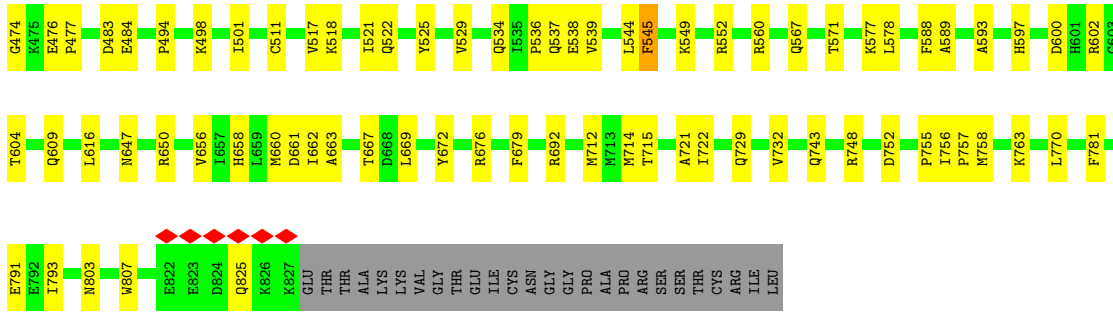 G474 K475 E476 P477 D483 E484 P494 K498 I501 C511 V517 K518 I521 Q522 Y525 V529 Q534 I535 P536 Q537 E538 V539 L544 F545 K549 R552 R560 Q567 T571 K577 L578 F588 A589 A593 H597 D600 H601 R602
T604 Q609 L616 N647 R650 V656 I657 H658 L659 M660 D661 I662 A663 T667 D668 L669 Y672 R676 F679 R692 M712 M713 M714 T715 A721 I722 Q729 V732 Q743 R748 D752 P755 I756 P757 M758 K763 L770 F781
E791 E792 I793 N803 W807 E822 E823 D824 Q825 K826 K827 GLU THR THR ALA LYS LYS VAL GLY THR GLU ILE CYS ASN GLY GLY PRO ALA PRO ARG SER SER THR CYS ARG ILE LEU